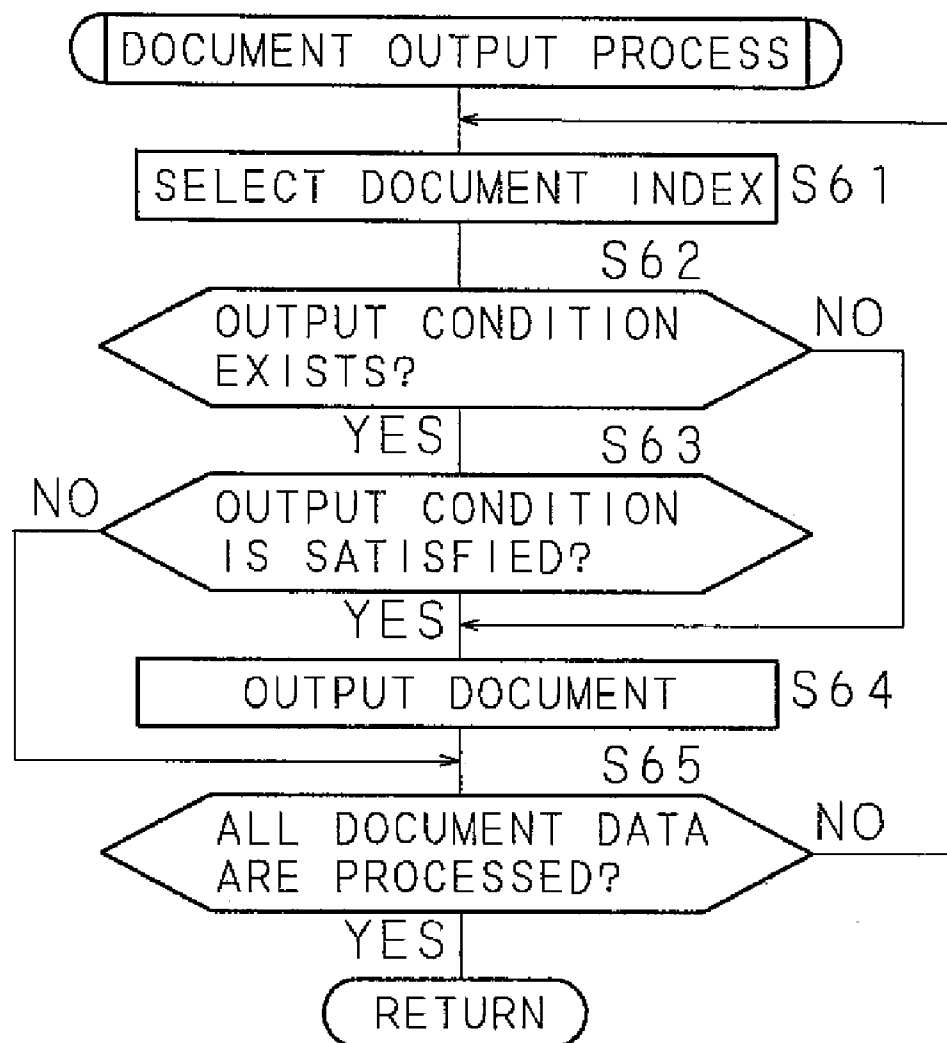 DOCUMENT OUTPUT PROCESS
SELECT DOCUMENT INDEX
S61
S62
OUTPUT CONDITION
EXISTS?
NO
YES
S63
NO
OUTPUT CONDITION
IS SATISFIED?
YES
OUTPUT DOCUMENT
S64
S65
ALL DOCUMENT DATA
ARE PROCESSED?
NO
YES
RETURN